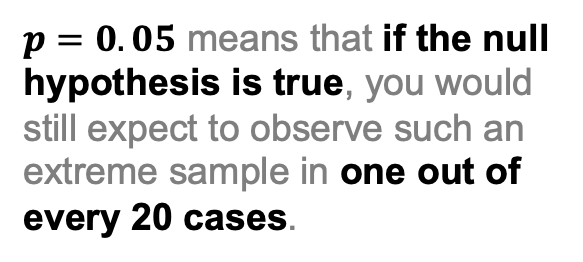 p = 0.05 means that if the null
hypothesis is true, you would
still expect to observe such an
extreme sample in one out of
every 20 cases.